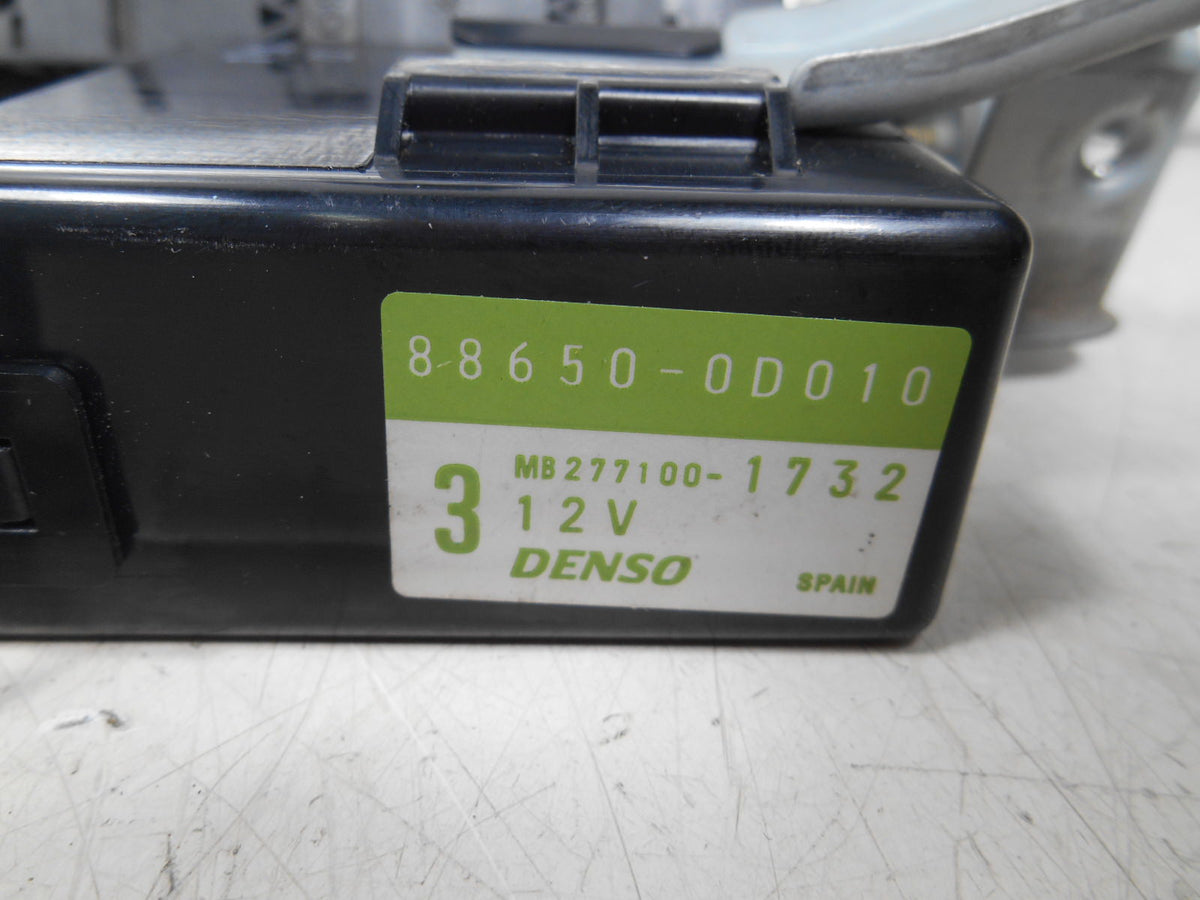 88650-0D010
3 MB277100-1732
12V
DENSO
SPAIN